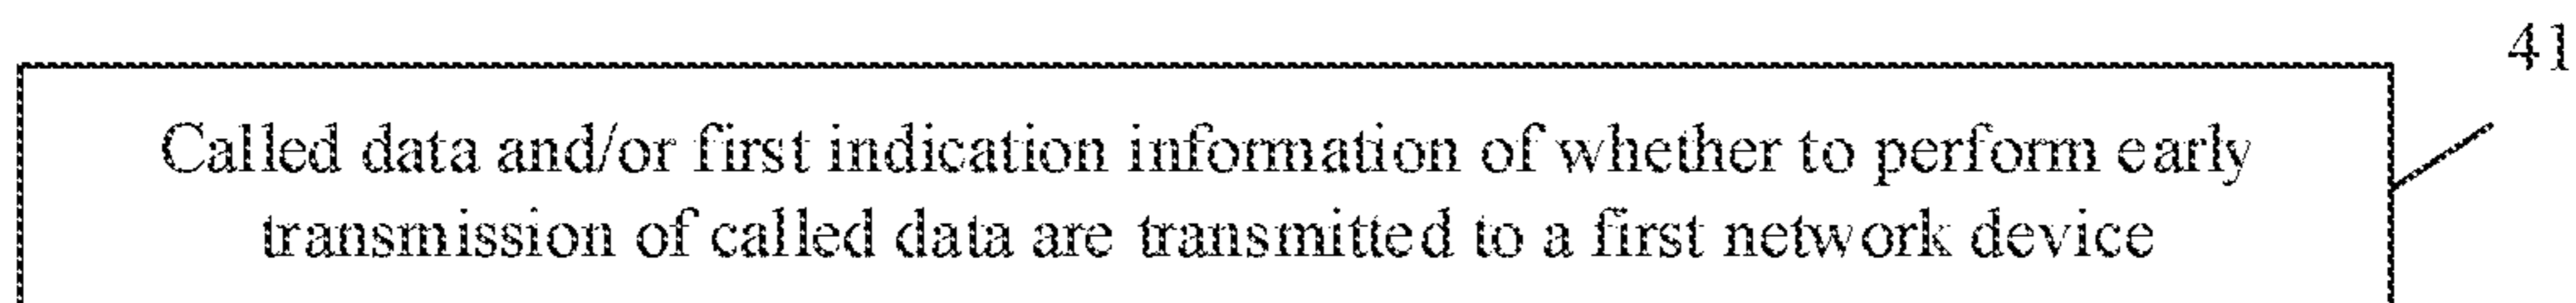 41
Called data and/or first indication information of whether to perform early
transmission of called data are transmitted to a first network device